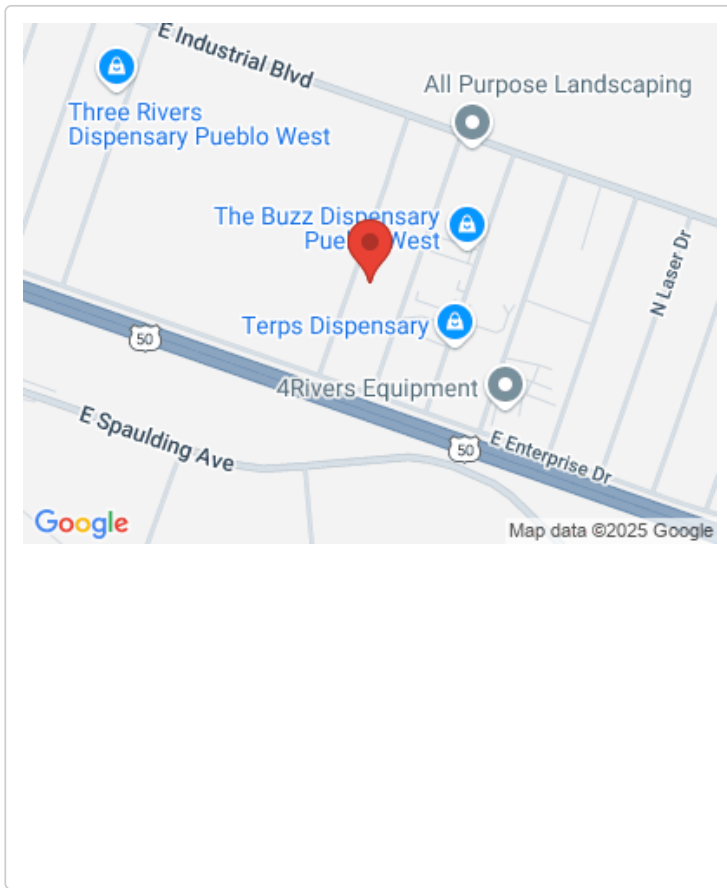 E Industrial Blvd
All Purpose Landscaping
Three Rivers
Dispensary Pueblo West
The Buzz Dispensary
Pueblo West
N Laser Dr
Terps Dispensary
50
4Rivers Equipment
E Spaulding Ave
50
E Enterprise Dr
Google
Map data ©2025 Google